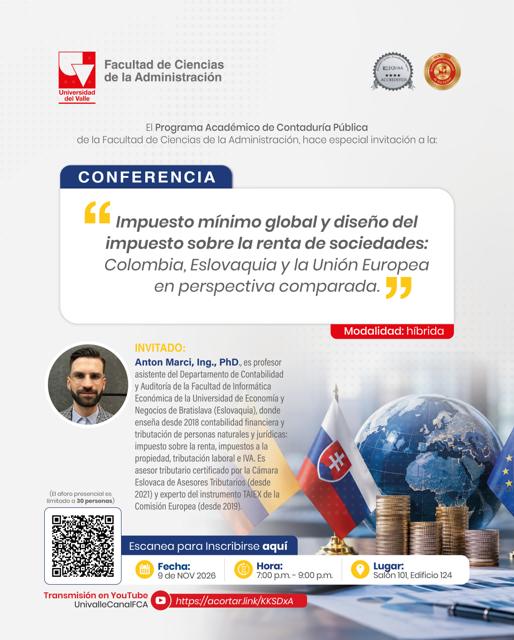 Universidad
del Valle
Facultad de Ciencias
de la Administración
El Programa Académico de Contaduría Pública
de la Facultad de Ciencias de la Administración, hace especial invitación a la:
CONFERENCIA
“Impuesto mínimo global y diseño del
impuesto sobre la renta de sociedades:
Colombia, Eslovaquia y la Unión Europea
en perspectiva comparada.”
Modalidad: híbrida
INVITADO:
Anton Marci, Ing., PhD., es profesor
asistente del Departamento de Contabilidad
y Auditoría de la Facultad de Informática
Económica de la Universidad de Economía y
Negocios de Bratislava (Eslovaquia), donde
enseña desde 2018 contabilidad financiera y
tributación de personas naturales y jurídicas:
impuesto sobre la renta, impuestos a la
propiedad, tributación laboral e IVA. Es
asesor tributario certificado por la Cámara
Eslovaca de Asesores Tributarios (desde
2021) y experto del instrumento TAIEX de la
Comisión Europea (desde 2019).
(El aforo presencial es
limitado a 30 personas)
Escanea para Inscribirse aquí
Fecha:
9 de NOV 2026
Hora:
7:00 p.m. - 9:00 p.m.
Lugar:
Salón 101, Edificio 124
Transmisión en YouTube
UnivalleCanalFCA
https://acortar.link/KKSDxA